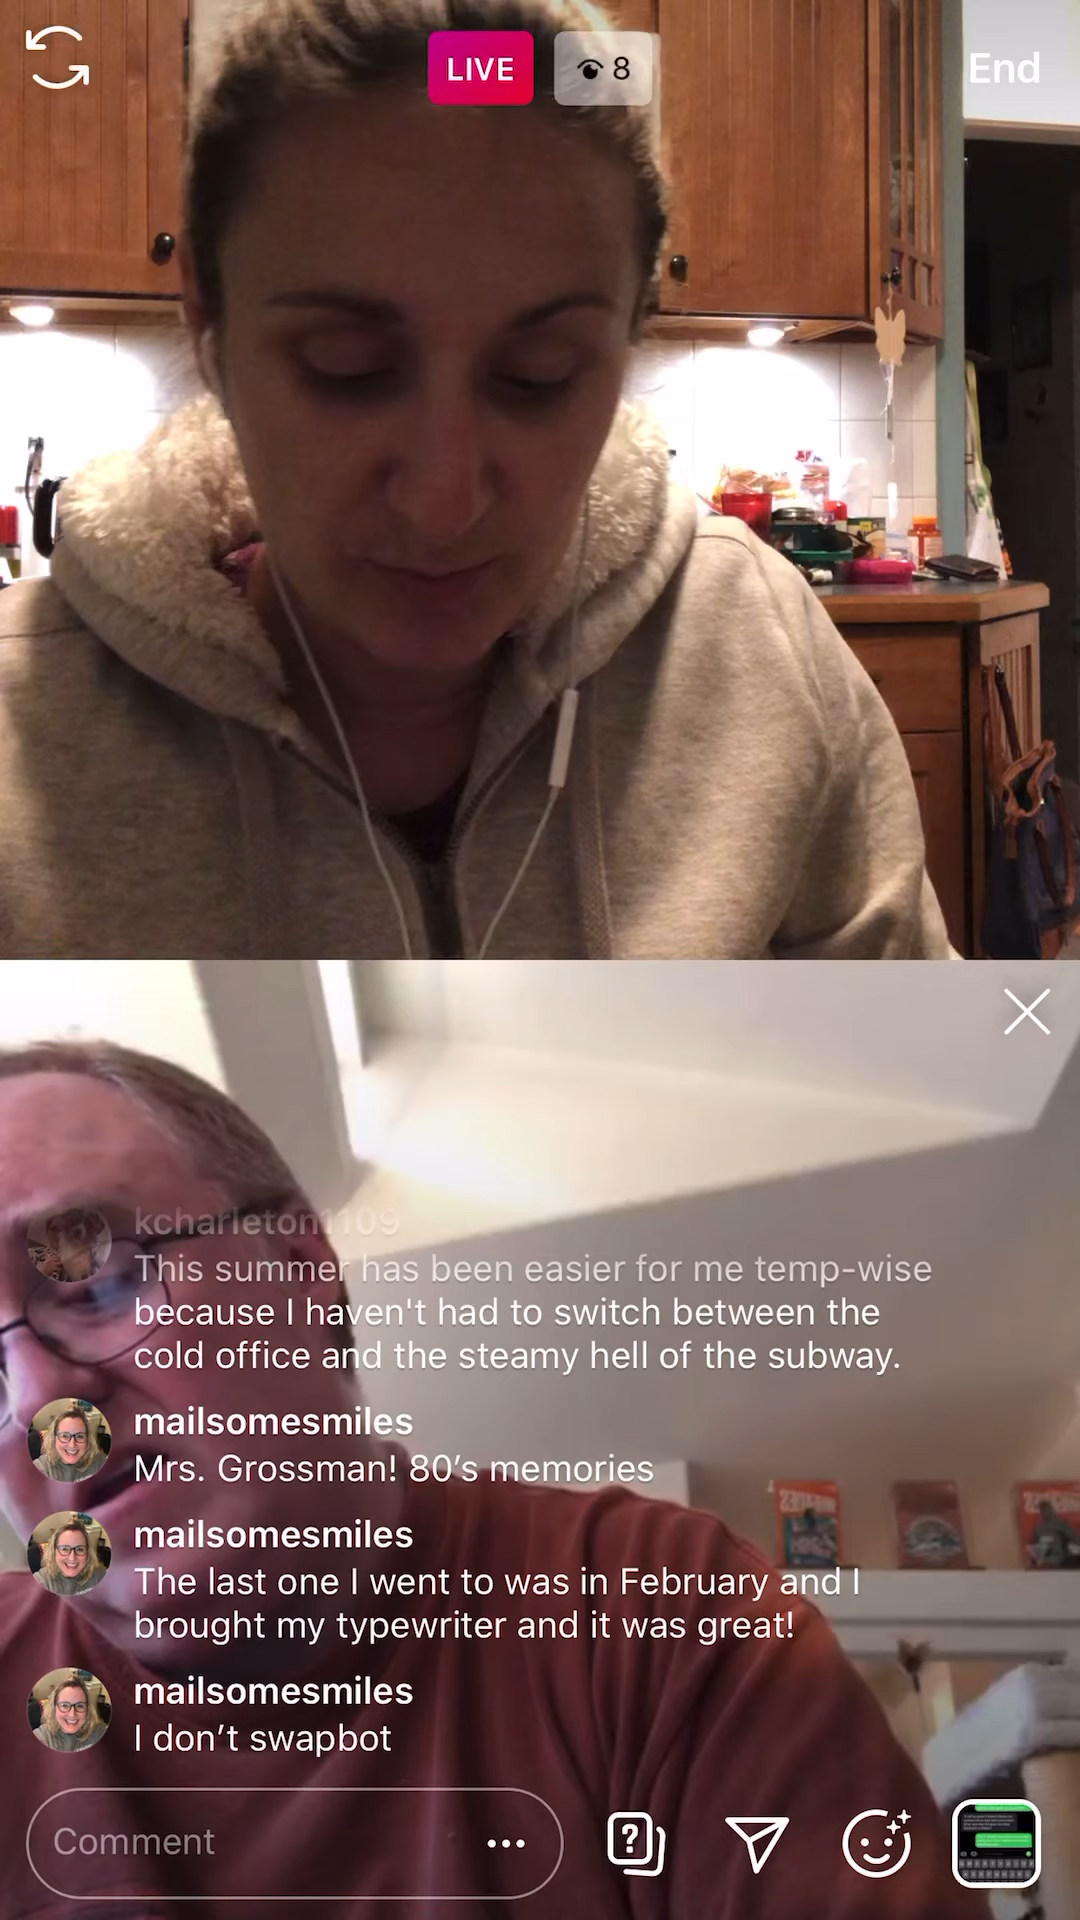 LIVE
8
End
kcharleton1109
This summer has been easier for me temp-wise
because I haven't had to switch between the
cold office and the steamy hell of the subway.
mailsomesmiles
Mrs. Grossman! 80’s memories
mailsomesmiles
The last one I went to was in February and I
brought my typewriter and it was great!
mailsomesmiles
I don’t swapbot
Comment